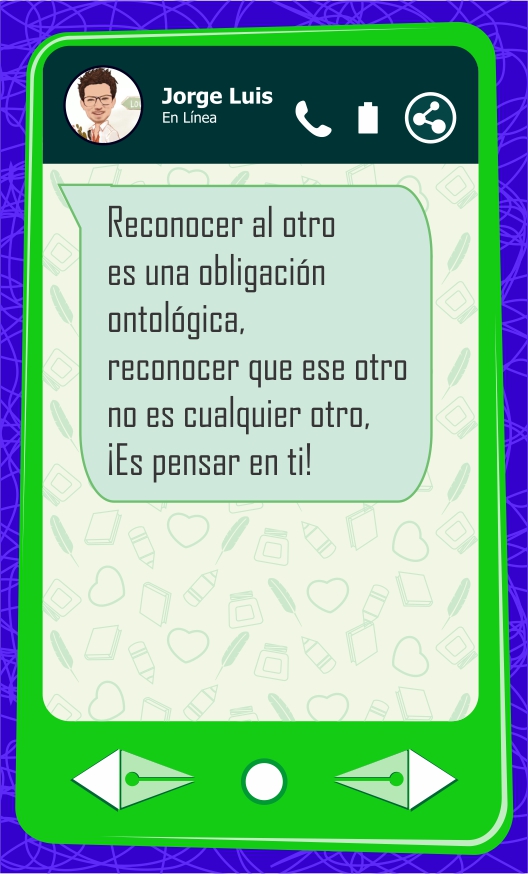 Jorge Luis
En Línea
Reconocer al otro
es una obligación
ontológica,
reconocer que ese otro
no es cualquier otro,
¡Es pensar en ti!